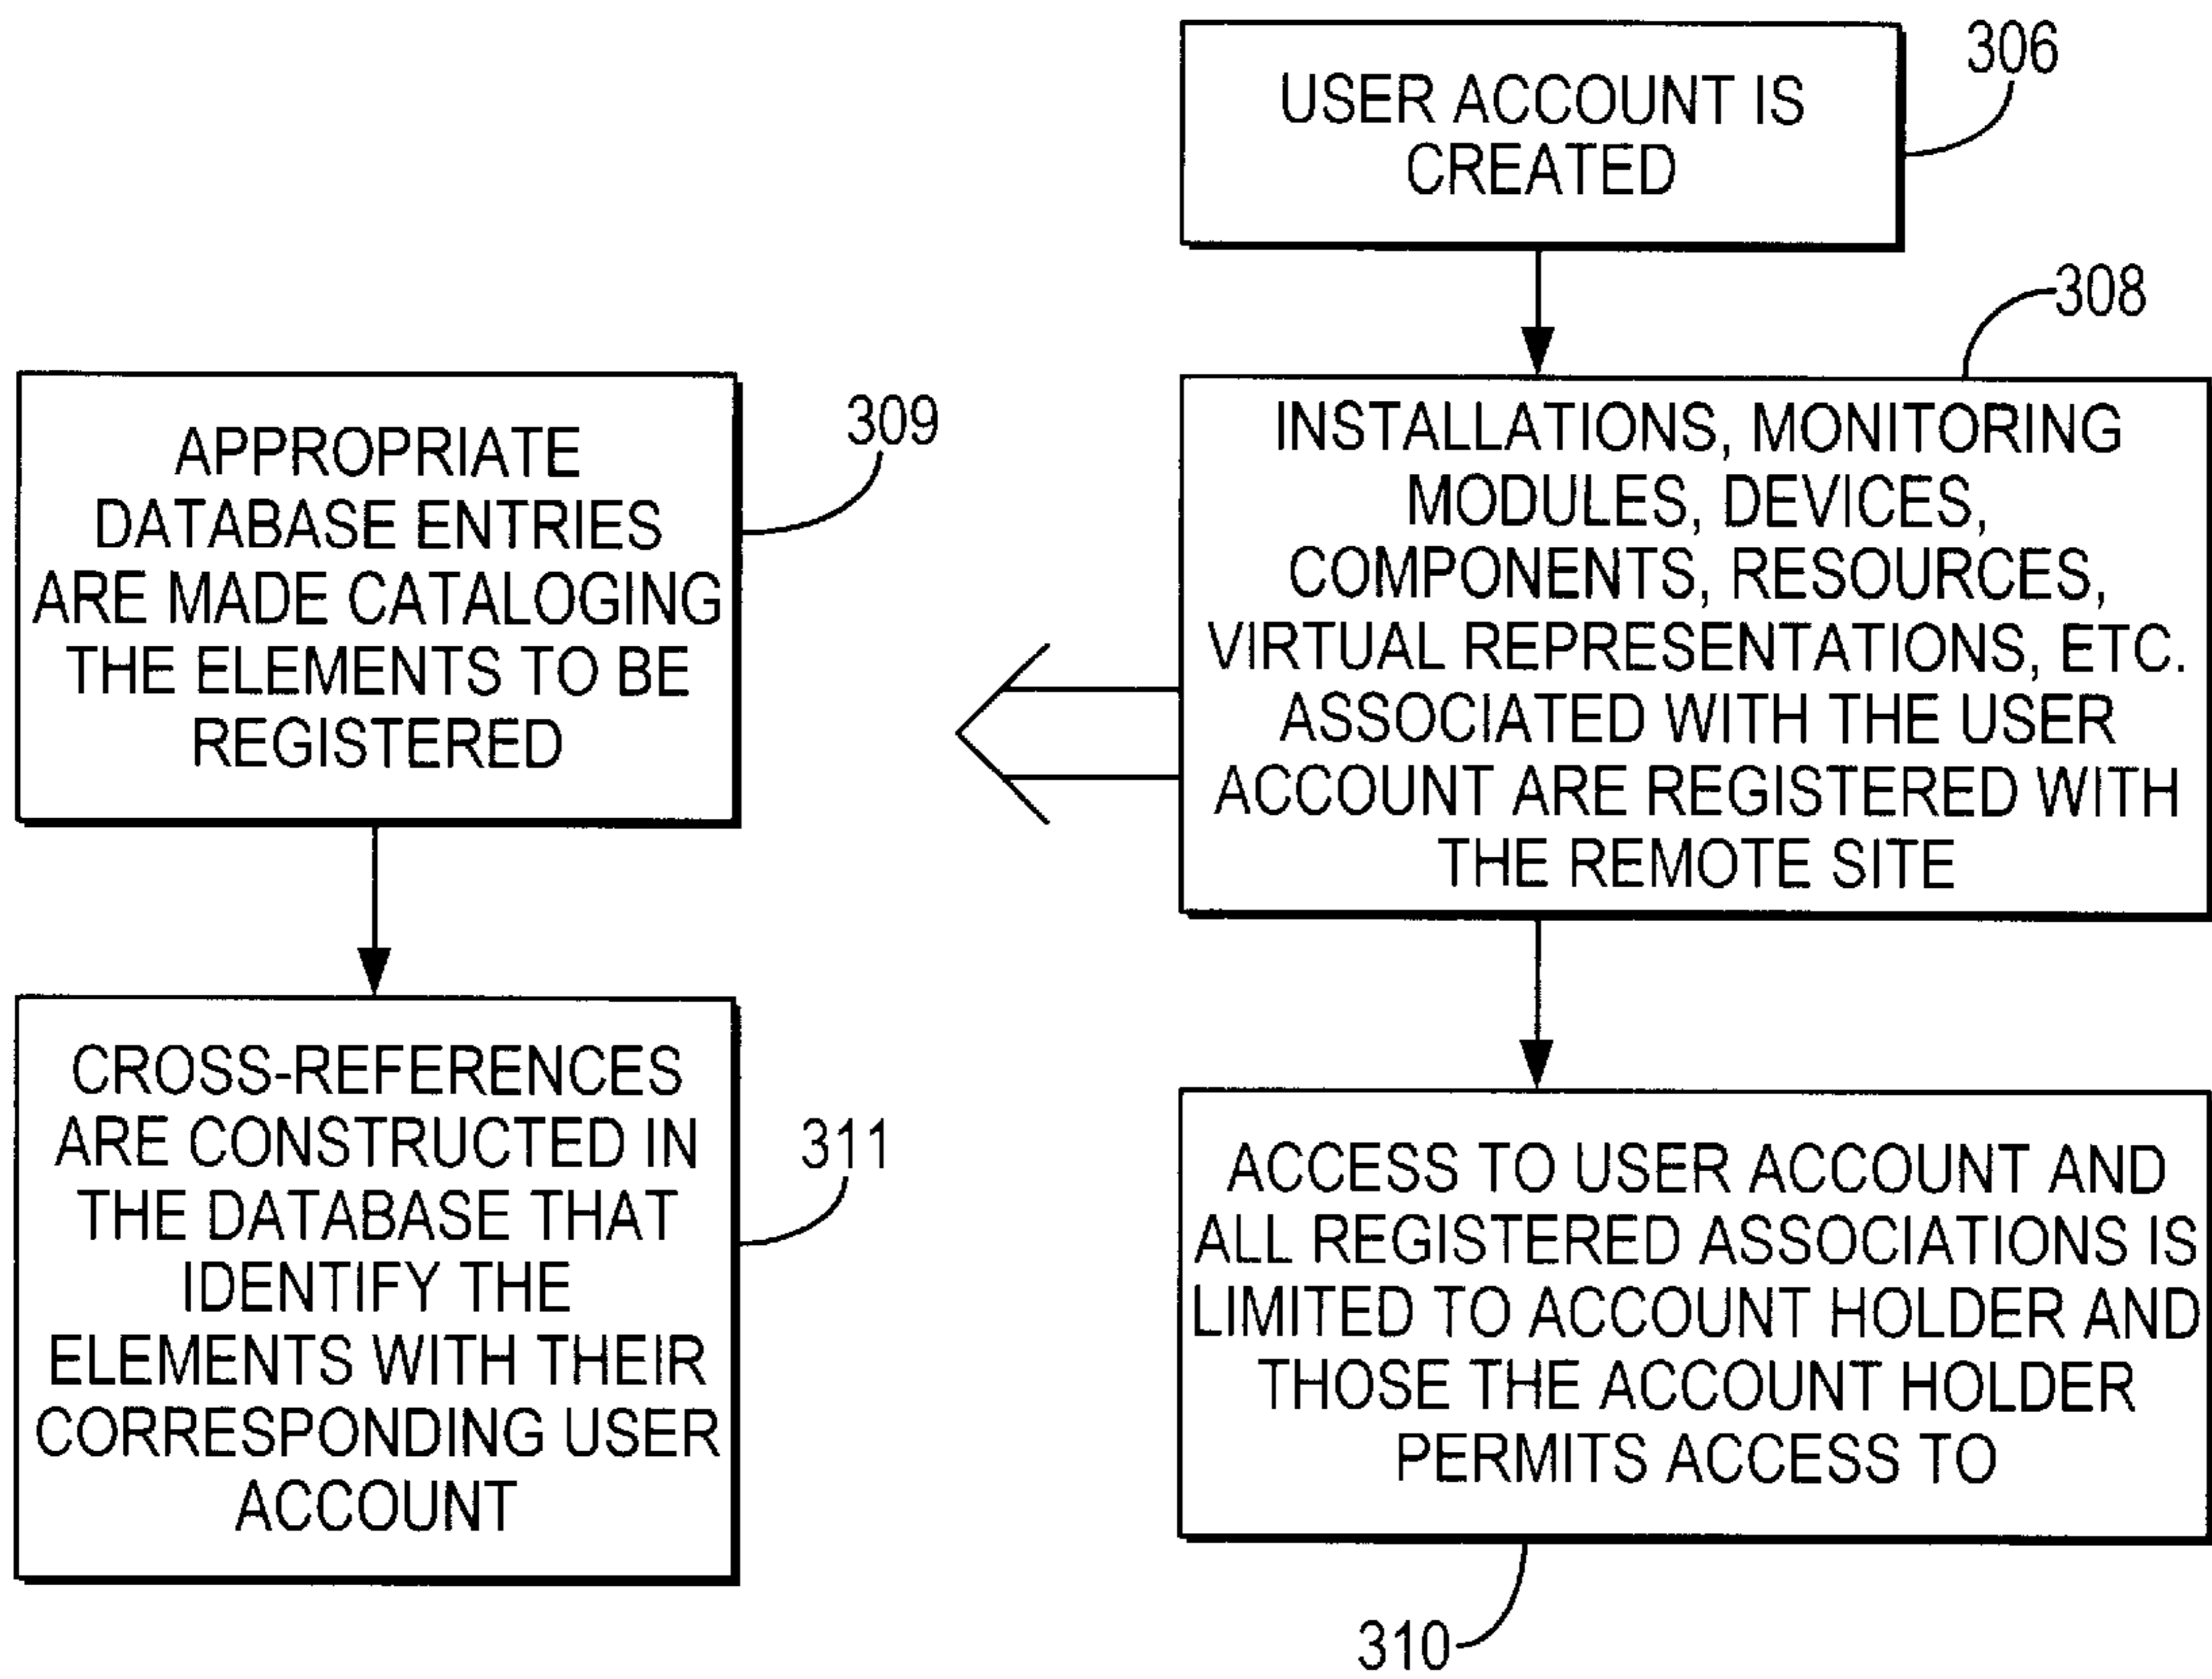 USER ACCOUNT IS
CREATED
306
308
INSTALLATIONS, MONITORING
MODULES, DEVICES,
COMPONENTS, RESOURCES,
VIRTUAL REPRESENTATIONS, ETC.
ASSOCIATED WITH THE USER
ACCOUNT ARE REGISTERED WITH
THE REMOTE SITE
APPROPRIATE
DATABASE ENTRIES
ARE MADE CATALOGING
THE ELEMENTS TO BE
REGISTERED
309
CROSS-REFERENCES
ARE CONSTRUCTED IN
THE DATABASE THAT
IDENTIFY THE
ELEMENTS WITH THEIR
CORRESPONDING USER
ACCOUNT
311
ACCESS TO USER ACCOUNT AND
ALL REGISTERED ASSOCIATIONS IS
LIMITED TO ACCOUNT HOLDER AND
THOSE THE ACCOUNT HOLDER
PERMITS ACCESS TO
310